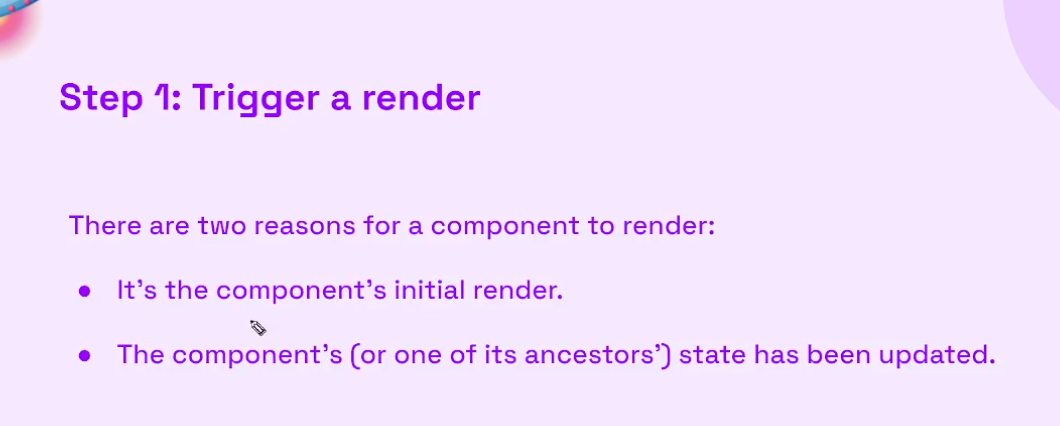 Step 1: Trigger a render
There are two reasons for a component to render:
● It's the component's initial render.
● The component's (or one of its ancestors') state has been updated.